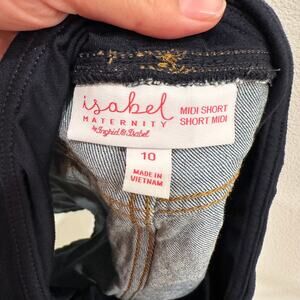 isabel
MATERNITY
by Ingrid & Isabel
MIDI SHORT
SHORT MIDI
10
MADE IN
VIETNAM